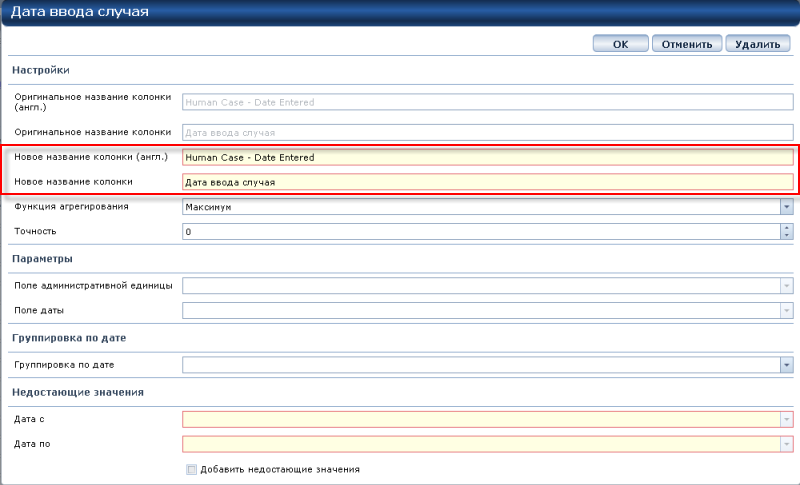 Дата ввода случая
OK Отменить Удалить
Настройки
Оригинальное название колонки
(англ.)
Human Case - Date Entered
Оригинальное название колонки
Дата ввода случая
Новое название колонки (англ.) Human Case - Date Entered
Новое название колонки Дата ввода случая
Функция агрегирования Максимум
Точность 0
Параметры
Поле административной единицы
Поле даты
Группировка по дате
Группировка по дате
Недостающие значения
Дата с
Дата по
Добавить недостающие значения